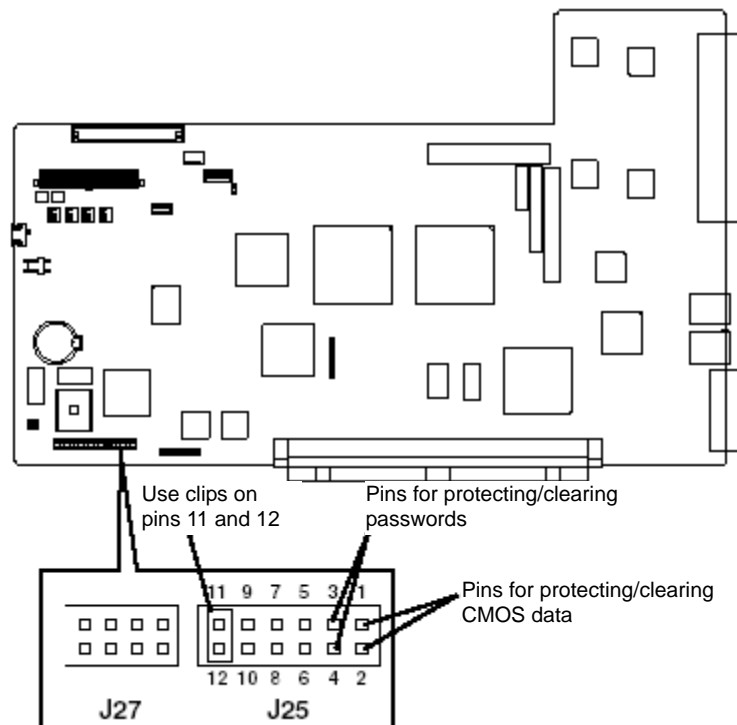 Use clips on
pins 11 and 12
Pins for protecting/clearing
passwords
11 9 7 5 3 1
Pins for protecting/clearing
CMOS data
12 10 8 6 4 2
J27 J25